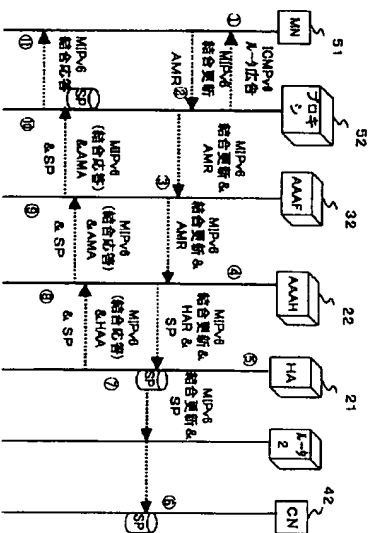 51
MN
52
プロキシ
32
AAAF
22
AAAH
21
HA
ルータ
2
42
CN
①
ICNPv6
ルータ広告
MIPv6
結合更新
②
AMR
MIPv6
結合更新&
AMR
③
MIPv6
結合更新&
AMR
④
MIPv6
結合更新&
HAR &
SP
⑤
SP
MIPv6
結合更新&
SP
⑥
SP
⑦
MIPv6
(結合応答)
&HAA
& SP
⑧
MIPv6
(結合応答)
&AMA
& SP
⑨
MIPv6
(結合応答)
&AMA
& SP
⑩
SP
MIPv6
結合応答
⑪